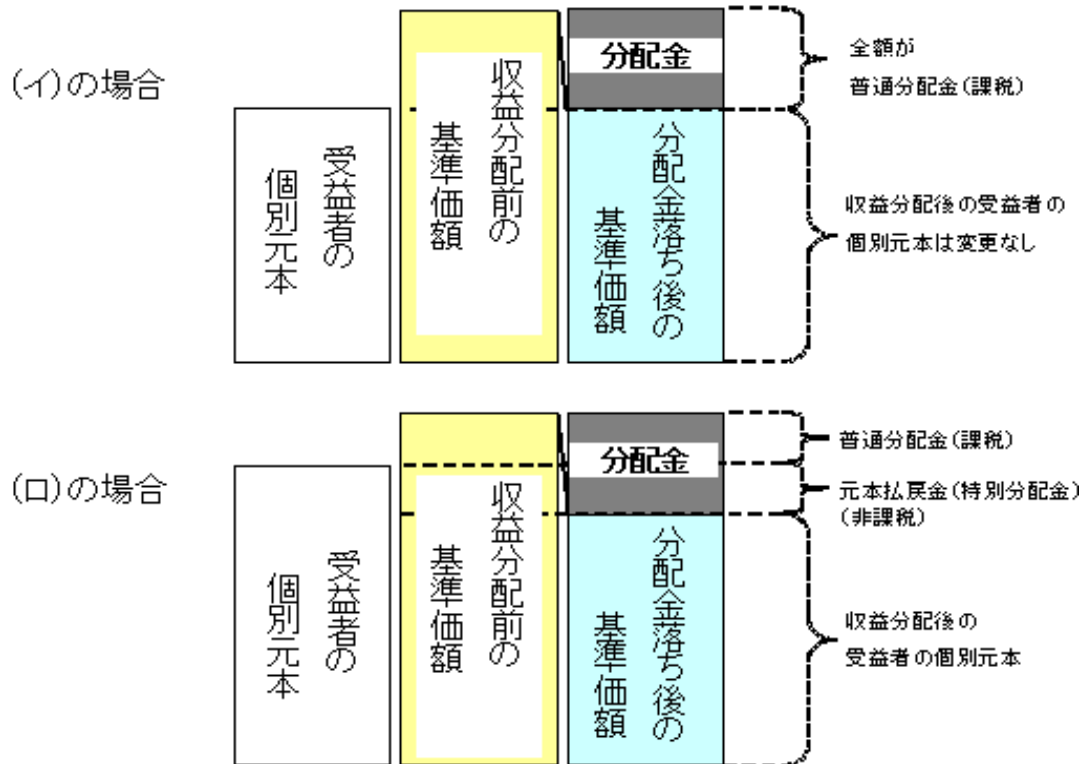 (イ)の場合
受益者の
個別元本
収益分配前の
基準価額
分配金
分配金落ち後の
基準価額
全額が
普通分配金(課税)
収益分配後の受益者の
個別元本は変更なし
(ロ)の場合
受益者の
個別元本
収益分配前の
基準価額
分配金
分配金落ち後の
基準価額
普通分配金(課税)
元本払戻金(特別分配金)
(非課税)
収益分配後の
受益者の個別元本